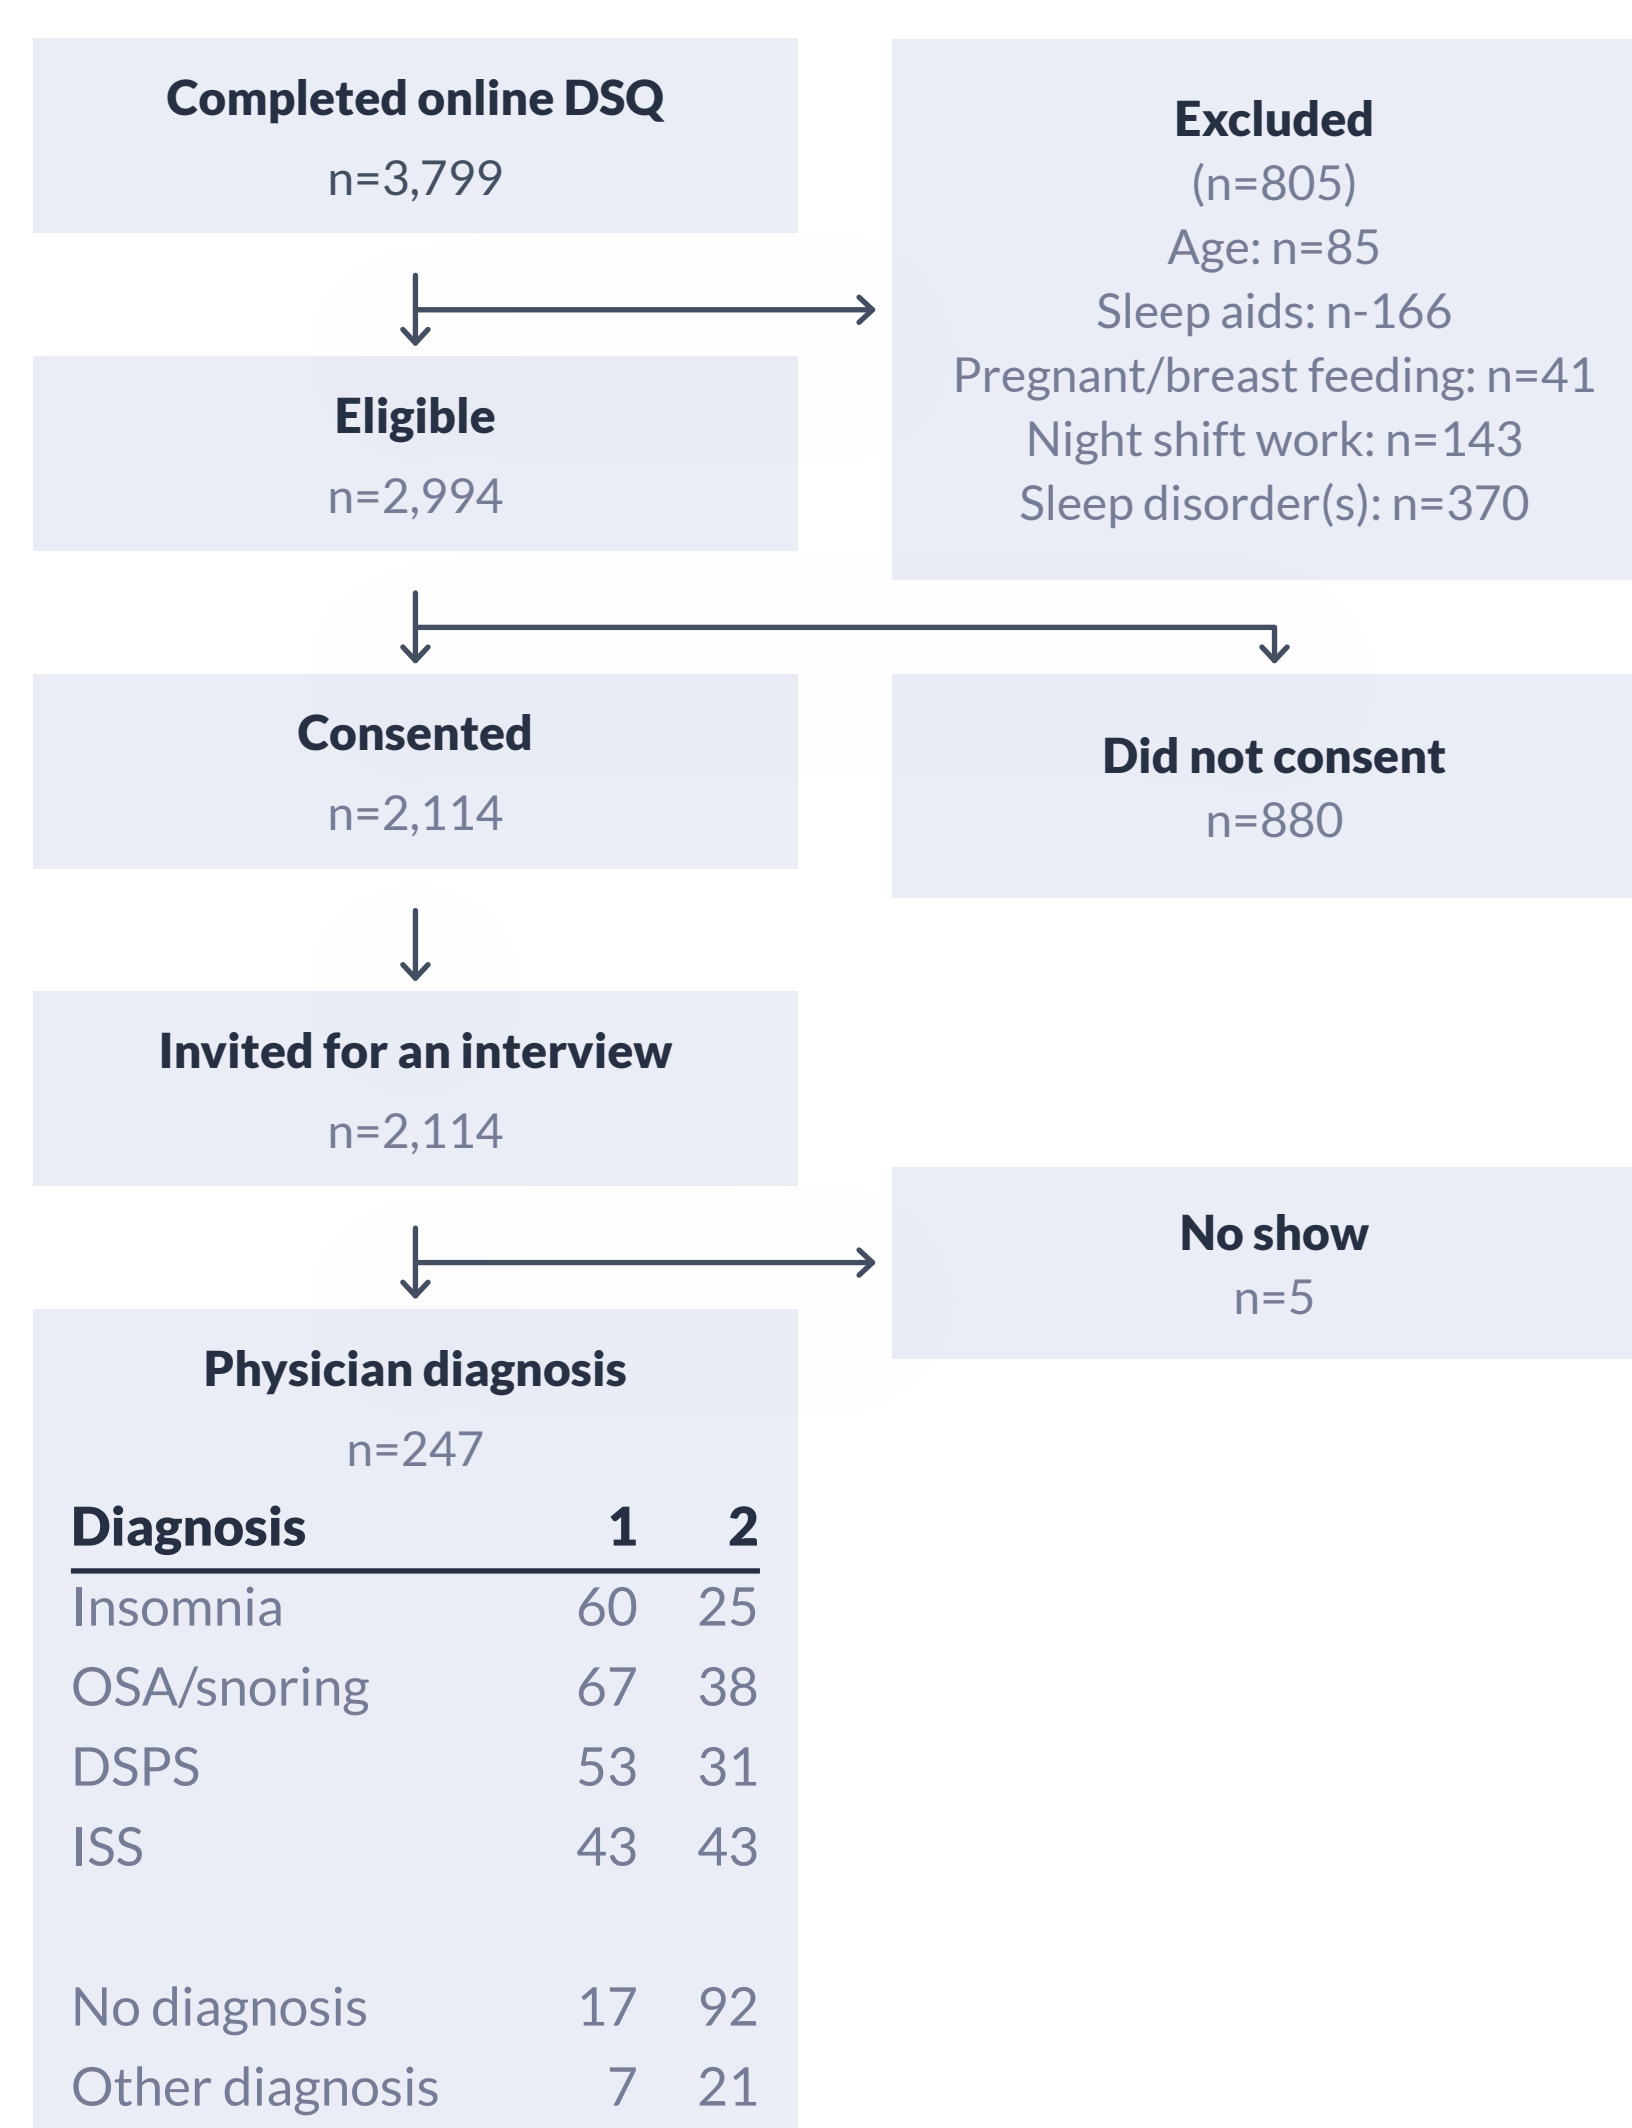 Completed online DSQ
n=3,799
Excluded
(n=805)
Age: n=85
Sleep aids: n-166
Pregnant/breast feeding: n=41
Night shift work: n=143
Sleep disorder(s): n=370
Eligible
n=2,994
Consented
n=2,114
Did not consent
n=880
Invited for an interview
n=2,114
No show
n=5
Physician diagnosis
n=247
Diagnosis 1 2
Insomnia 60 25
OSA/snoring 67 38
DSPS 53 31
ISS 43 43
No diagnosis 17 92
Other diagnosis 7 21